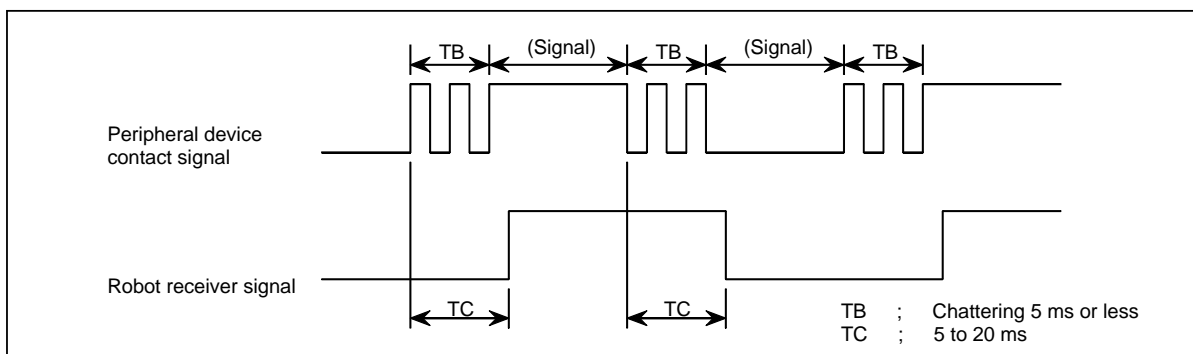 TB (Signal) TB (Signal) TB
Peripheral device
contact signal
Robot receiver signal
TC TC
TB ; Chattering 5 ms or less
TC ; 5 to 20 ms